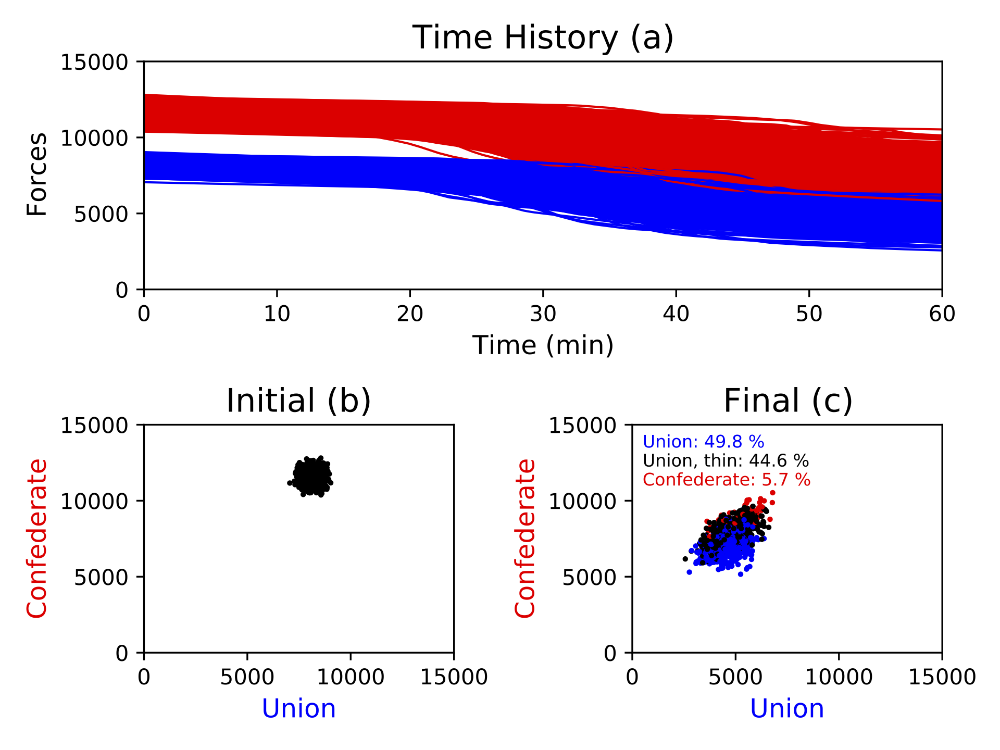 Time History (a)
15000
10000
5000
0
Forces
0 10 20 30 40 50 60
Time (min)
Initial (b)
15000
10000
5000
0
Confederate
0 5000 10000 15000
Union
Final (c)
15000
10000
5000
0
Confederate
Union: 49.8 %
Union, thin: 44.6 %
Confederate: 5.7 %
0 5000 10000 15000
Union